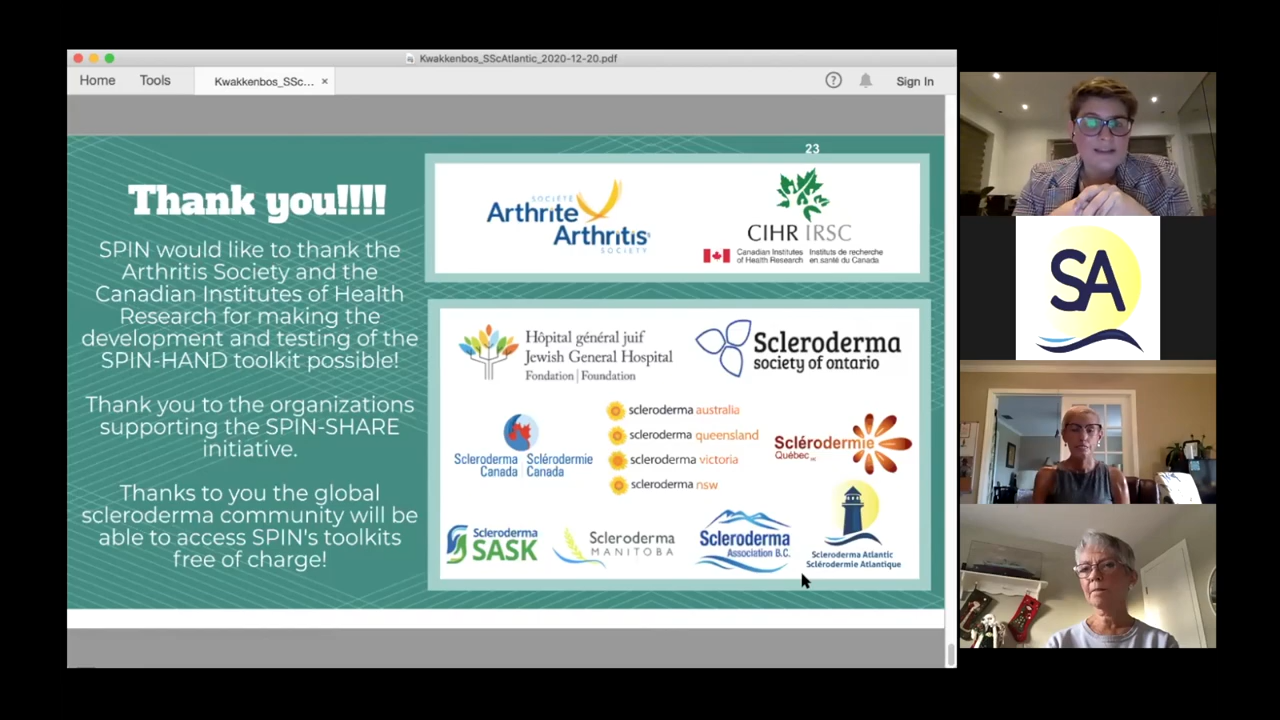 Kwakkenbos_SScAtlantic_2020-12-20.pdf
Home
Tools
Kwakkenbos_SSc...
×
?
Sign In
23
Thank you!!!!
SPIN would like to thank the
Arthritis Society and the
Canadian Institutes of Health
Research for making the
development and testing of the
SPIN-HAND toolkit possible!
Thank you to the organizations
supporting the SPIN-SHARE
initiative.
Thanks to you the global
scleroderma community will be
able to access SPIN's toolkits
free of charge!
SOCIÉTÉ
Arthrite
Arthritis
SOCIETY
CIHR IRSC
Canadian Institutes
of Health Research
Instituts de recherche
en santé du Canada
Hôpital général juif
Jewish General Hospital
Fondation | Foundation
Scleroderma
society of ontario
Scleroderma
Canada
Sclérodermie
Canada
scleroderma australia
scleroderma queensland
scleroderma victoria
scleroderma nsw
Sclérodermie
Québec
Scleroderma
SASK
Scleroderma
MANITOBA
Scleroderma
Association B.C.
Scleroderma Atlantic
Sclérodermie Atlantique
SA